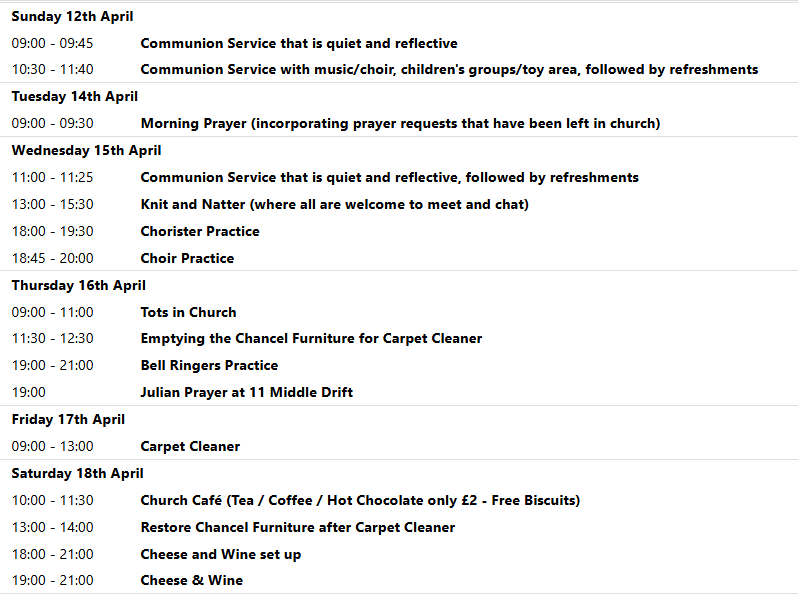 Sunday 12th April
09:00 - 09:45 Communion Service that is quiet and reflective
10:30 - 11:40 Communion Service with music/choir, children's groups/toy area, followed by refreshments
Tuesday 14th April
09:00 - 09:30 Morning Prayer (incorporating prayer requests that have been left in church)
Wednesday 15th April
11:00 - 11:25 Communion Service that is quiet and reflective, followed by refreshments
13:00 - 15:30 Knit and Natter (where all are welcome to meet and chat)
18:00 - 19:30 Chorister Practice
18:45 - 20:00 Choir Practice
Thursday 16th April
09:00 - 11:00 Tots in Church
11:30 - 12:30 Emptying the Chancel Furniture for Carpet Cleaner
19:00 - 21:00 Bell Ringers Practice
19:00 Julian Prayer at 11 Middle Drift
Friday 17th April
09:00 - 13:00 Carpet Cleaner
Saturday 18th April
10:00 - 11:30 Church Café (Tea / Coffee / Hot Chocolate only £2 - Free Biscuits)
13:00 - 14:00 Restore Chancel Furniture after Carpet Cleaner
18:00 - 21:00 Cheese and Wine set up
19:00 - 21:00 Cheese & Wine